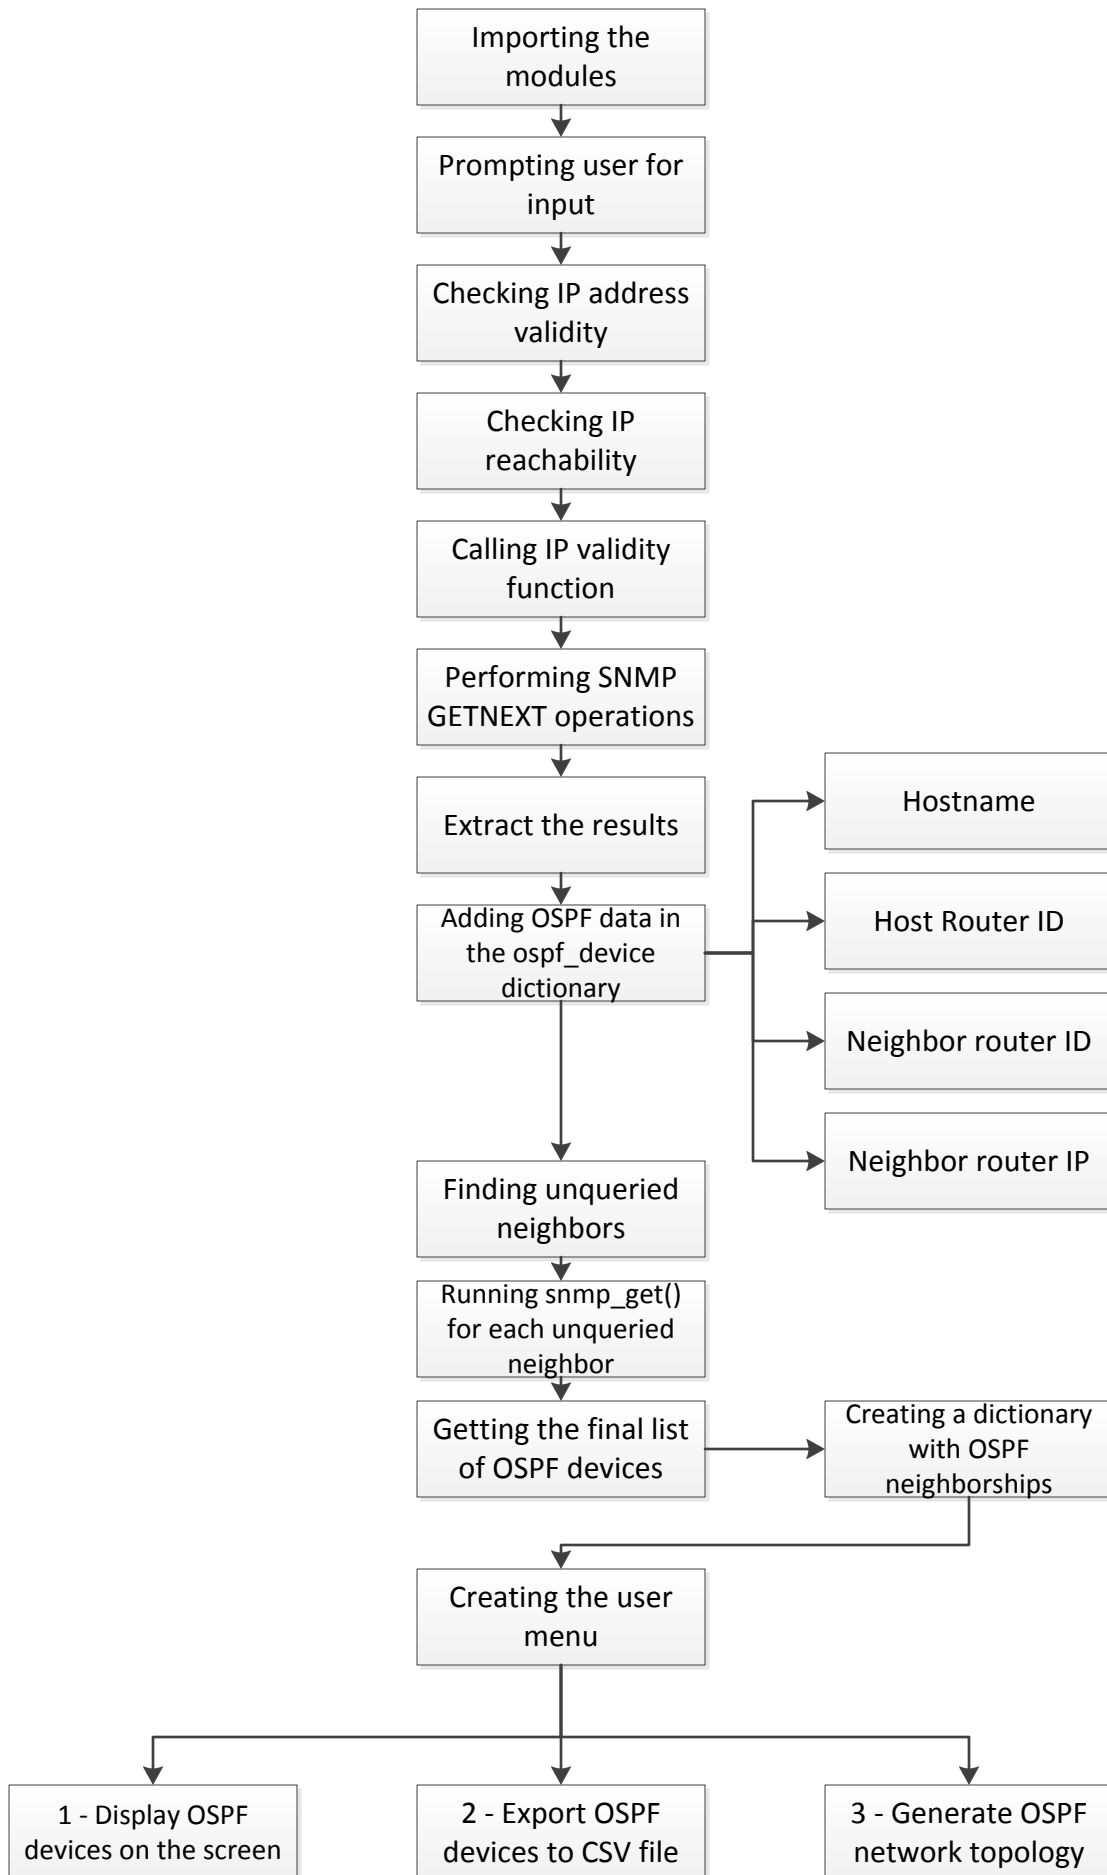 Importing the
modules
Prompting user for
input
Checking IP address
validity
Checking IP
reachability
Calling IP validity
function
Performing SNMP
GETNEXT operations
Extract the results
Adding OSPF data in
the ospf_device
dictionary
Hostname
Host Router ID
Neighbor router ID
Neighbor router IP
Finding unqueried
neighbors
Running snmp_get()
for each unqueried
neighbor
Getting the final list
of OSPF devices
Creating a dictionary
with OSPF
neighborships
Creating the user
menu
1 - Display OSPF
devices on the screen
2 - Export OSPF
devices to CSV file
3 - Generate OSPF
network topology